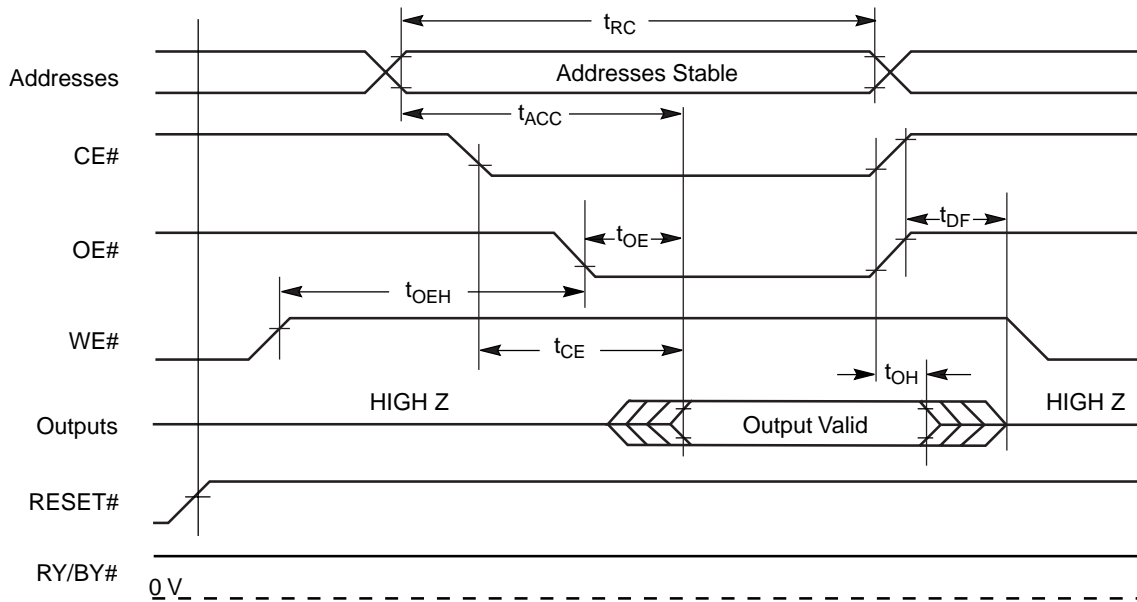 tRC
Addresses
Addresses Stable
tACC
CE#
tDF
OE#
tOE
tOEH
WE#
tCE
tOH
HIGH Z
HIGH Z
Outputs
Output Valid
RESET#
RY/BY#
0 V